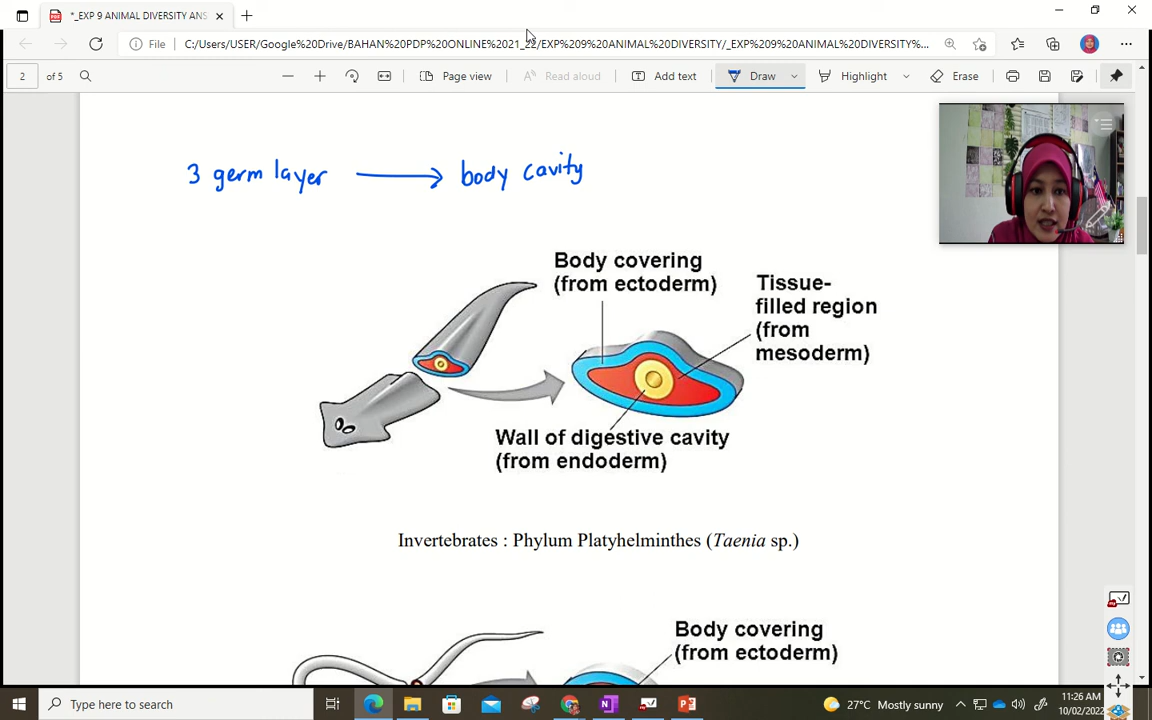 *_EXP 9 ANIMAL DIVERSITY ANS
File
C:/Users/USER/Google%20Drive/BAHAN%20PDP%20ONLINE%2021_22/EXP%209%20ANIMAL%20DIVERSITY/_EXP%209%20ANIMAL%20DIVERSITY%...
2 of 5
Page view
Read aloud
Add text
Draw
Highlight
Erase
3 germ layer → body cavity
Body covering
(from ectoderm)
Tissue-
filled region
(from
mesoderm)
Wall of digestive cavity
(from endoderm)
Invertebrates : Phylum Platyhelminthes (Taenia sp.)
Body covering
(from ectoderm)
Type here to search
27°C Mostly sunny
11:26 AM
10/02/2022